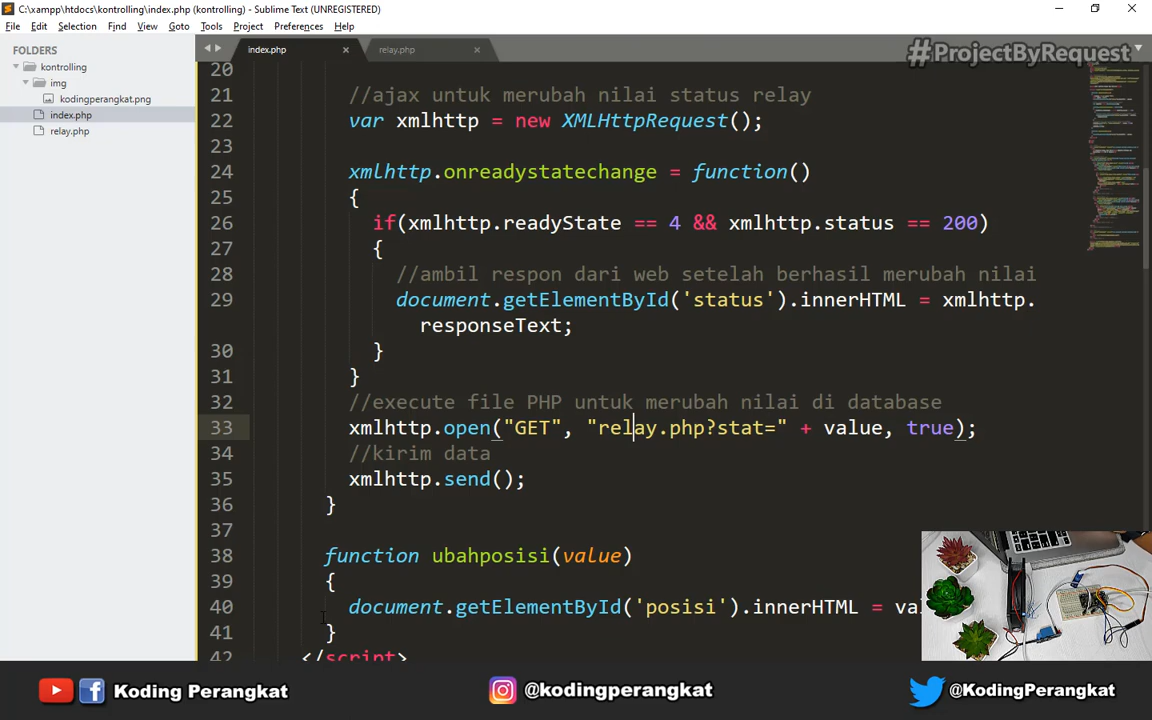 C:\xampp\htdocs\kontrolling\index.php (kontrolling) - Sublime Text (UNREGISTERED)
File Edit Selection Find View Goto Tools Project Preferences Help
FOLDERS
kontrolling
img
kodingperangkat.png
index.php
relay.php
index.php relay.php
#ProjectByRequest
20
21 //ajax untuk merubah nilai status relay
22 var xmlhttp = new XMLHttpRequest();
23
24 xmlhttp.onreadystatechange = function()
25 {
26 if(xmlhttp.readyState == 4 && xmlhttp.status == 200)
27 {
28 //ambil respon dari web setelah berhasil merubah nilai
29 document.getElementById('status').innerHTML = xmlhttp.
responseText;
30 }
31 }
32 //execute file PHP untuk merubah nilai di database
33 xmlhttp.open("GET", "relay.php?stat=" + value, true);
34 //kirim data
35 xmlhttp.send();
36 }
37
38 function ubahposisi(value)
39 {
40 document.getElementById('posisi').innerHTML =
41 }
42 </script>
Koding Perangkat
@kodingperangkat
@KodingPerangkat